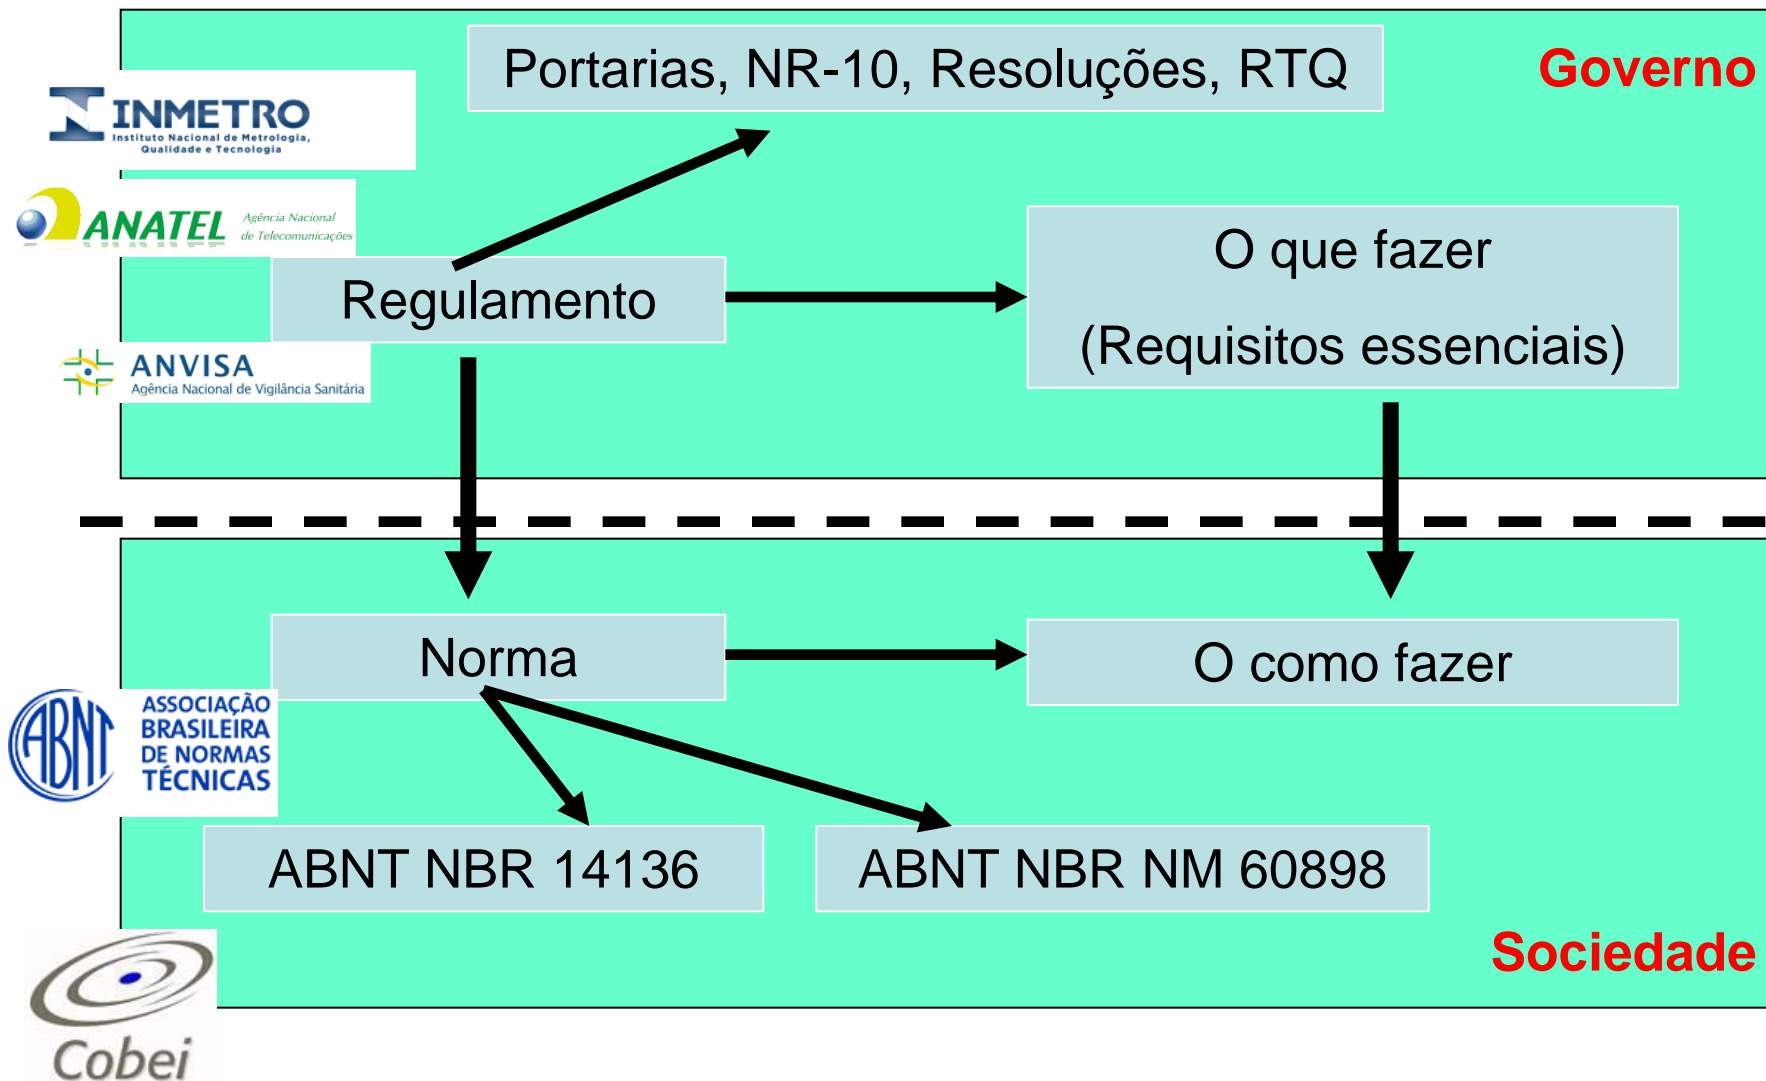 Portarias, NR-10, Resoluções, RTQ
Governo
INMETRO
Instituto Nacional de Metrologia,
Qualidade e Tecnologia
ANATEL
Agência Nacional
de Telecomunicações
O que fazer
(Requisitos essenciais)
Regulamento
ANVISA
Agência Nacional de Vigilância Sanitária
Norma
O como fazer
ABNT
ASSOCIAÇÃO
BRASILEIRA
DE NORMAS
TÉCNICAS
ABNT NBR 14136
ABNT NBR NM 60898
Sociedade
Cobei